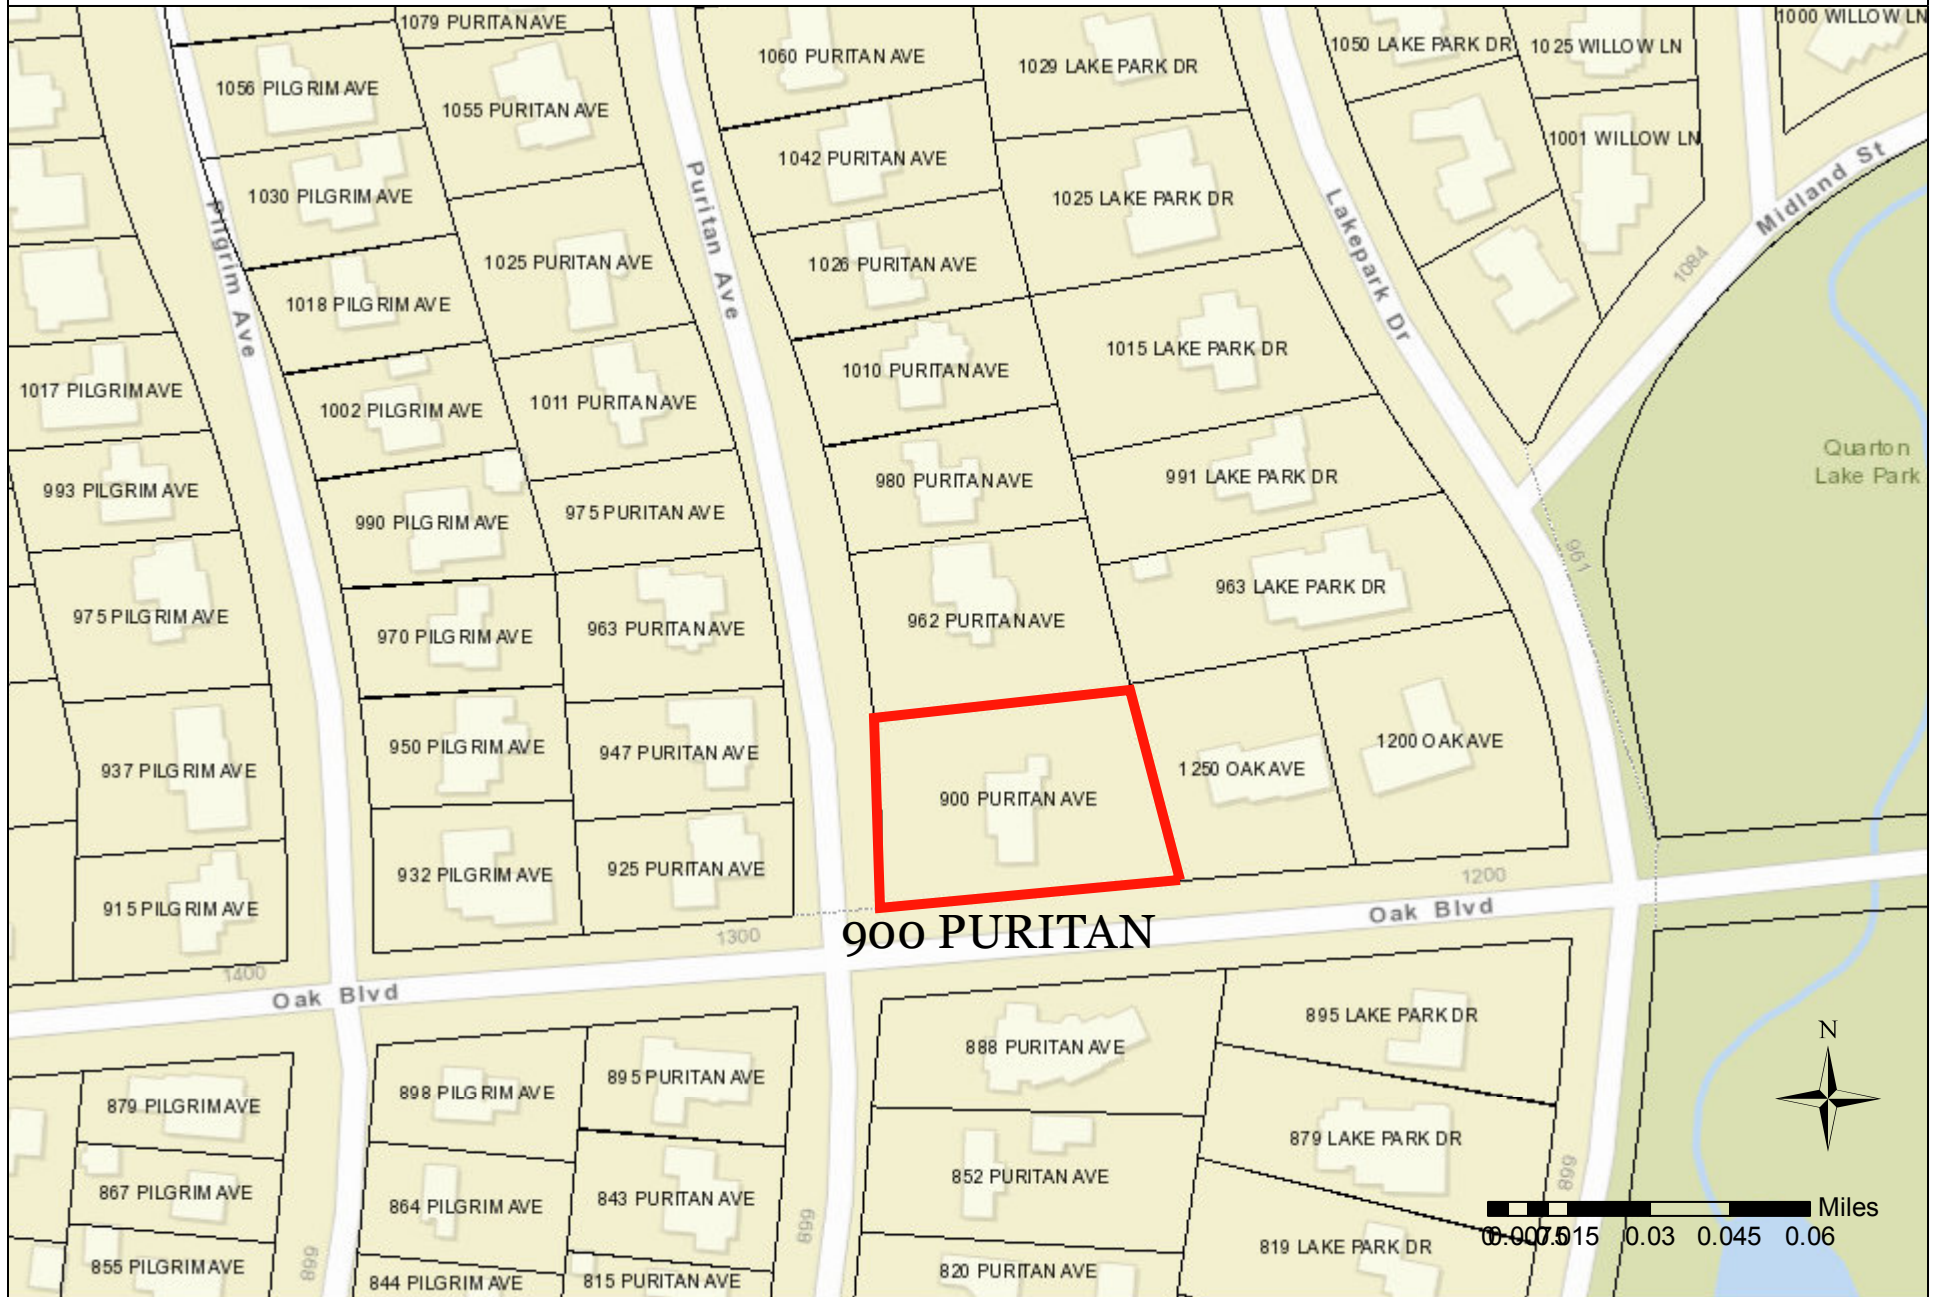 1079 PURITAN AVE
1000 WILLOW LN
1060 PURITAN AVE
1029 LAKE PARK DR
1050 LAKE PARK DR
1025 WILLOW LN
1056 PILGRIM AVE
1055 PURITAN AVE
1001 WILLOW LN
1042 PURITAN AVE
1030 PILGRIM AVE
1025 LAKE PARK DR
Midland St
Pilgrim Ave
Puritan Ave
Lakepark Dr
1084
1025 PURITAN AVE
1026 PURITAN AVE
1018 PILGRIM AVE
1015 LAKE PARK DR
1010 PURITAN AVE
1017 PILGRIM AVE
1002 PILGRIM AVE
1011 PURITAN AVE
Quarton
Lake Park
993 PILGRIM AVE
980 PURITAN AVE
991 LAKE PARK DR
990 PILGRIM AVE
975 PURITAN AVE
961
963 LAKE PARK DR
975 PILGRIM AVE
970 PILGRIM AVE
963 PURITAN AVE
962 PURITAN AVE
950 PILGRIM AVE
947 PURITAN AVE
1200 OAK AVE
937 PILGRIM AVE
1250 OAK AVE
900 PURITAN AVE
932 PILGRIM AVE
925 PURITAN AVE
1200
915 PILGRIM AVE
Oak Blvd
1300
900 PURITAN
1400
Oak Blvd
895 LAKE PARK DR
888 PURITAN AVE
N
895 PURITAN AVE
898 PILGRIM AVE
879 PILGRIM AVE
879 LAKE PARK DR
852 PURITAN AVE
899
867 PILGRIM AVE
864 PILGRIM AVE
843 PURITAN AVE
899
Miles
0 0.0075 0.015 0.03 0.045 0.06
819 LAKE PARK DR
899
855 PILGRIM AVE
820 PURITAN AVE
844 PILGRIM AVE
815 PURITAN AVE